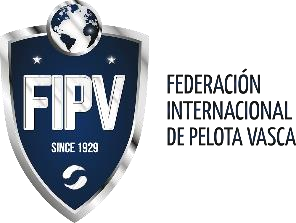 FIPV
SINCE 1929
FEDERACIÓN
INTERNACIONAL
DE PELOTA VASCA